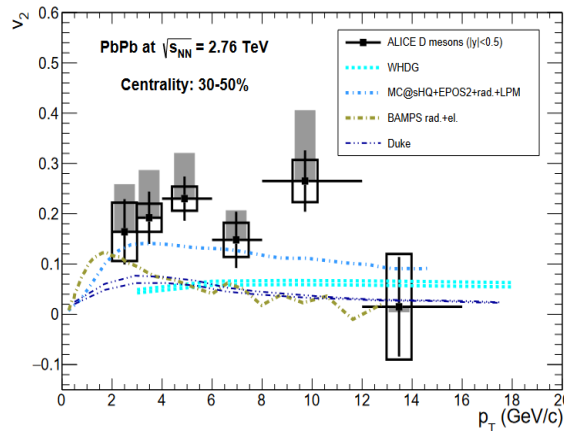 v₂
0.6
0.5
0.4
0.3
0.2
0.1
0
−0.1
PbPb at √s_NN = 2.76 TeV
Centrality: 30-50%
ALICE D mesons (|y|<0.5)
WHDG
MC@sHQ+EPOS2+rad.+LPM
BAMPS rad.+el.
Duke
0 2 4 6 8 10 12 14 16 18 20
p_T (GeV/c)